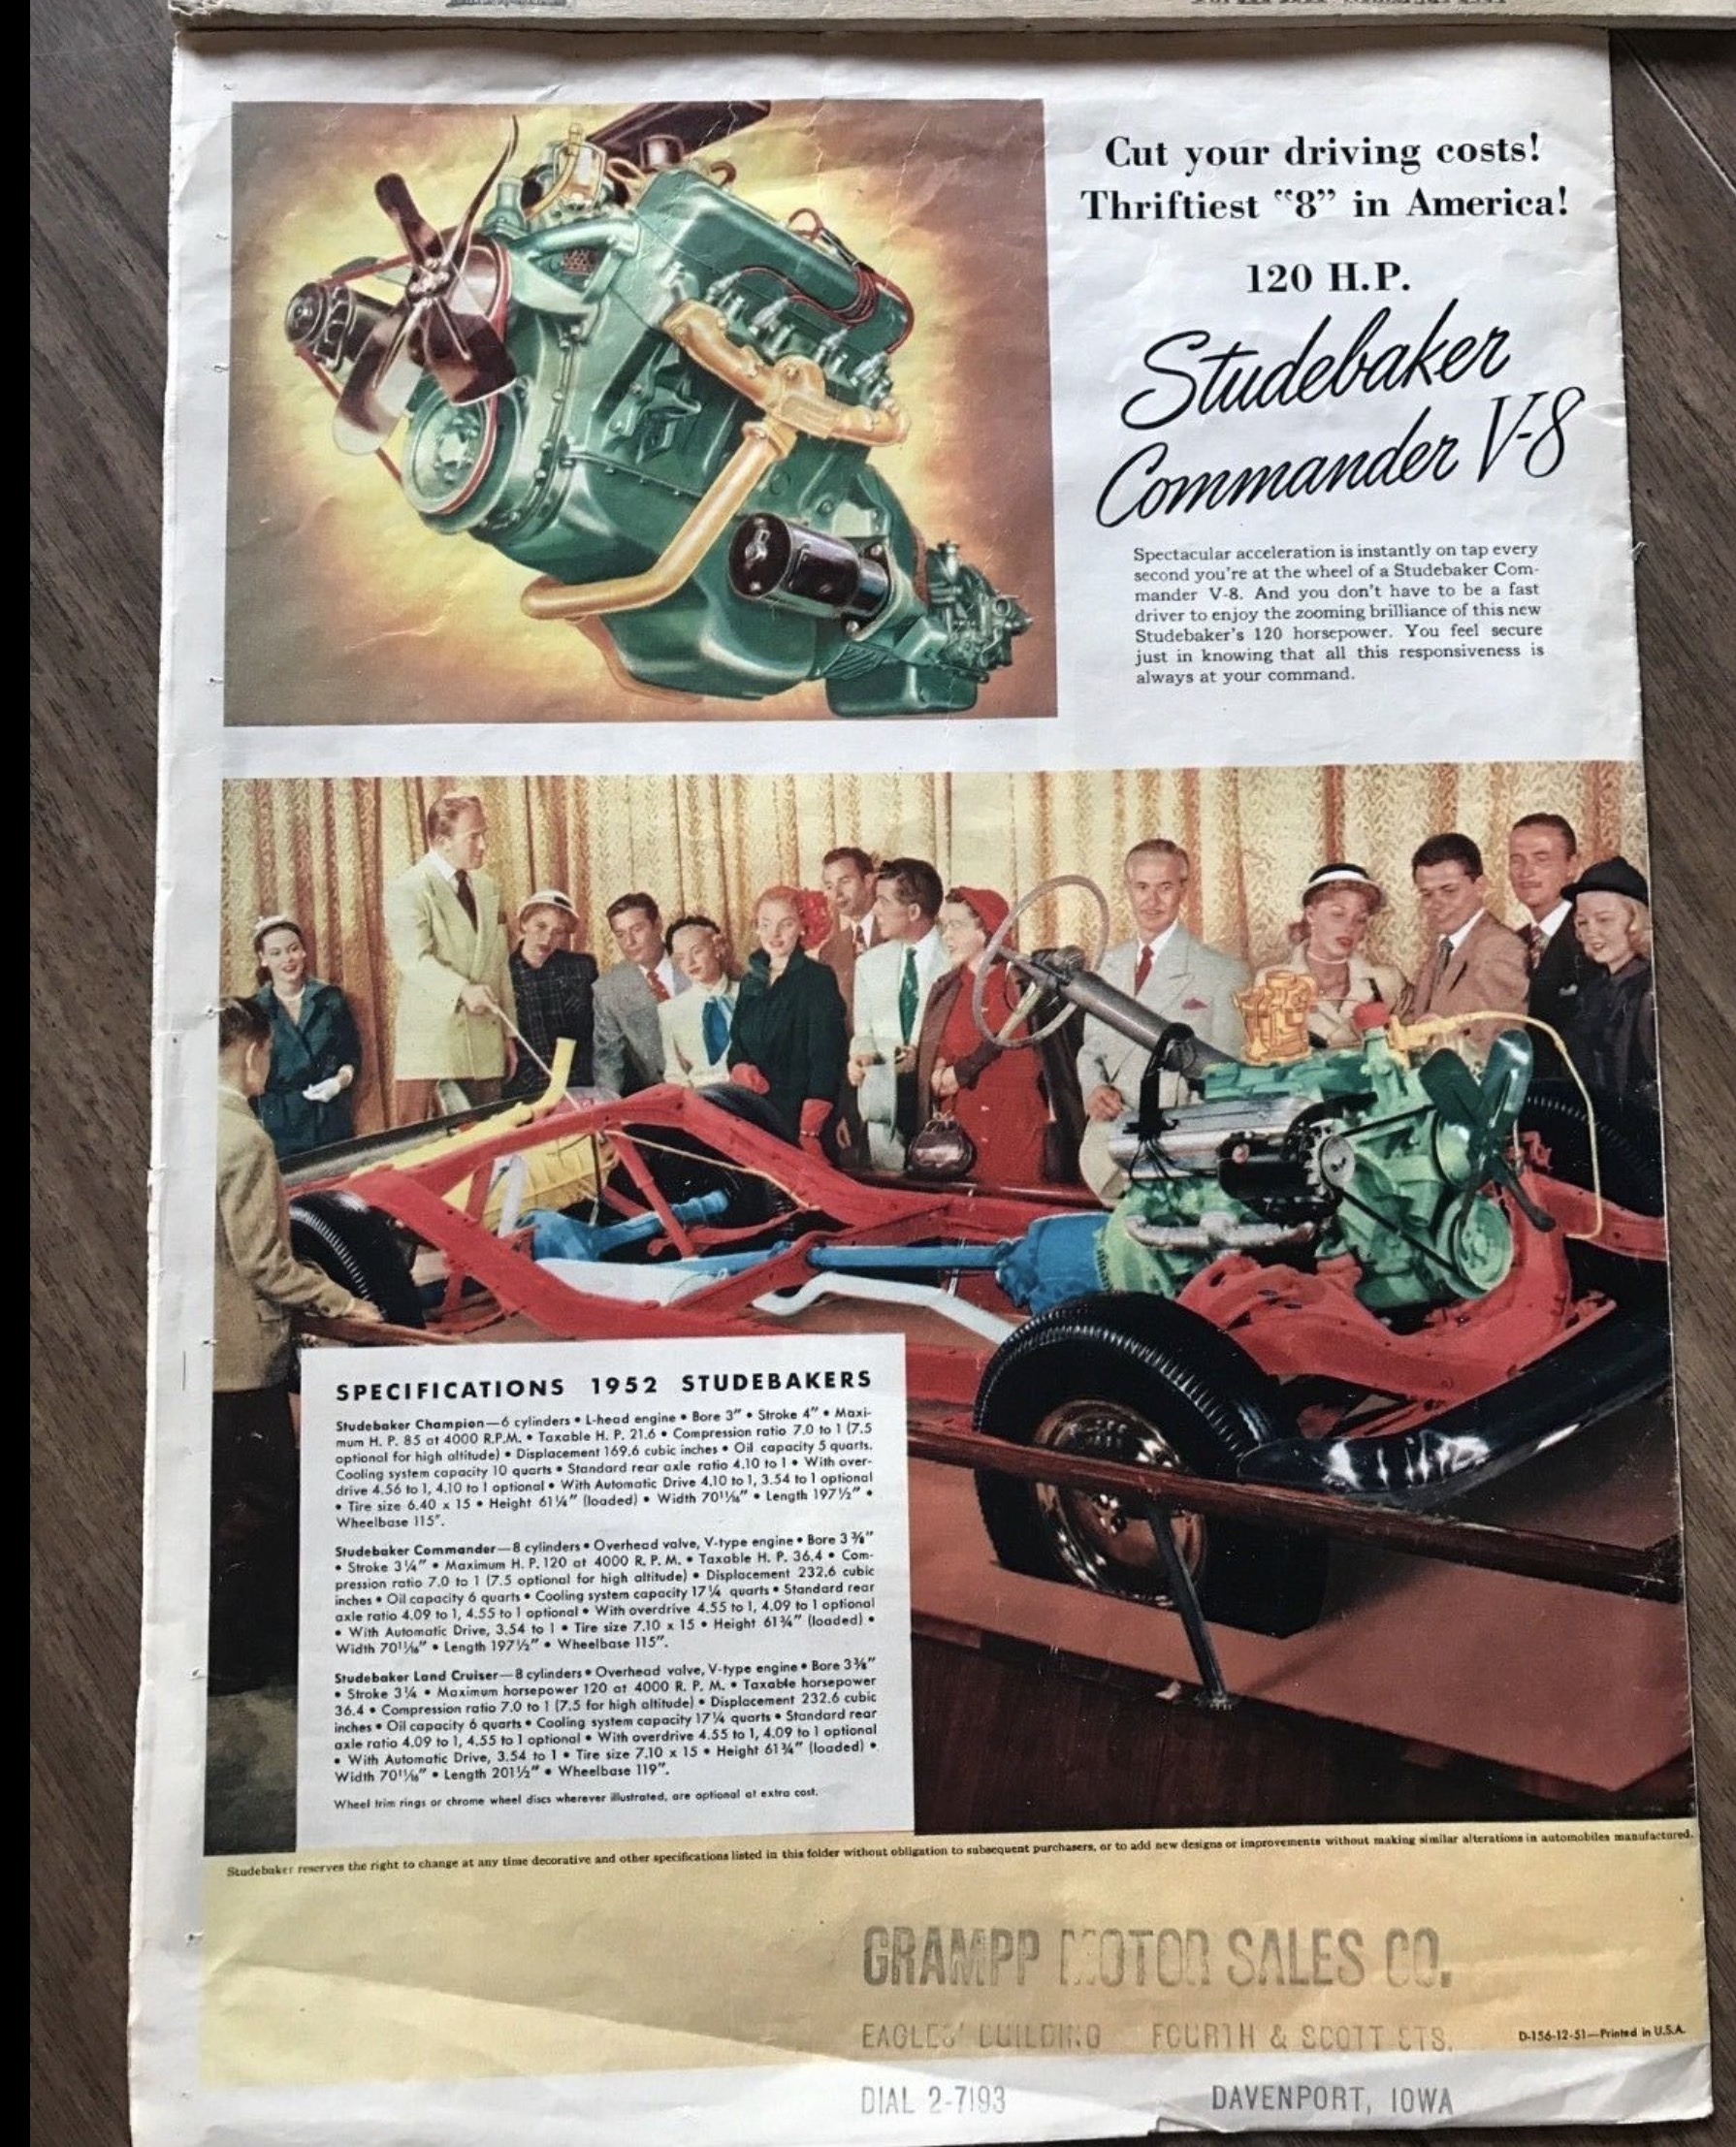 Cut your driving costs!
Thriftiest “8” in America!
120 H.P.
Studebaker
Commander V-8
Spectacular acceleration is instantly on tap every
second you're at the wheel of a Studebaker Com-
mander V-8. And you don't have to be a fast
driver to enjoy the zooming brilliance of this new
Studebaker's 120 horsepower. You feel secure
just in knowing that all this responsiveness is
always at your command.
SPECIFICATIONS 1952 STUDEBAKERS
Studebaker Champion—6 cylinders • L-head engine • Bore 3" • Stroke 4" • Maxi-
mum H. P. 85 at 4000 R.P.M. • Taxable H. P. 21.6 • Compression ratio 7.0 to 1 (7.5
optional for high altitude) • Displacement 169.6 cubic inches • Oil capacity 5 quarts.
Cooling system capacity 10 quarts • Standard rear axle ratio 4.10 to 1 • With over-
drive 4.56 to 1, 4.10 to 1 optional • With Automatic Drive 4.10 to 1, 3.54 to 1 optional
• Tire size 6.40 x 15 • Height 61¼" (loaded) • Width 70¹¹⁄₁₆" • Length 197½" •
Wheelbase 115".
Studebaker Commander—8 cylinders • Overhead valve, V-type engine • Bore 3⅜"
• Stroke 3¼" • Maximum H. P. 120 at 4000 R. P. M. • Taxable H. P. 36.4 • Com-
pression ratio 7.0 to 1 (7.5 optional for high altitude) • Displacement 232.6 cubic
inches • Oil capacity 6 quarts • Cooling system capacity 17¼ quarts • Standard rear
axle ratio 4.09 to 1, 4.55 to 1 optional • With overdrive 4.55 to 1, 4.09 to 1 optional
• With Automatic Drive, 3.54 to 1 • Tire size 7.10 x 15 • Height 61¾" (loaded) •
Width 70¹¹⁄₁₆" • Length 197½" • Wheelbase 115".
Studebaker Land Cruiser—8 cylinders • Overhead valve, V-type engine • Bore 3⅜"
• Stroke 3¼ • Maximum horsepower 120 at 4000 R. P. M. • Taxable horsepower
36.4 • Compression ratio 7.0 to 1 (7.5 for high altitude) • Displacement 232.6 cubic
inches • Oil capacity 6 quarts • Cooling system capacity 17¼ quarts • Standard rear
axle ratio 4.09 to 1, 4.55 to 1 optional • With overdrive 4.55 to 1, 4.09 to 1 optional
• With Automatic Drive, 3.54 to 1 • Tire size 7.10 x 15 • Height 61¾" (loaded) •
Width 70¹¹⁄₁₆" • Length 201½" • Wheelbase 119".
Wheel trim rings or chrome wheel discs wherever illustrated, are optional at extra cost.
Studebaker reserves the right to change at any time decorative and other specifications listed in this folder without obligation to subsequent purchasers, or to add new designs or improvements without making similar alterations in automobiles manufactured.
GRAMPP MOTOR SALES CO.
EAGLES' BUILDING FOURTH & SCOTT STS.
D-156-12-51—Printed in U.S.A.
DIAL 2-7193 DAVENPORT, IOWA